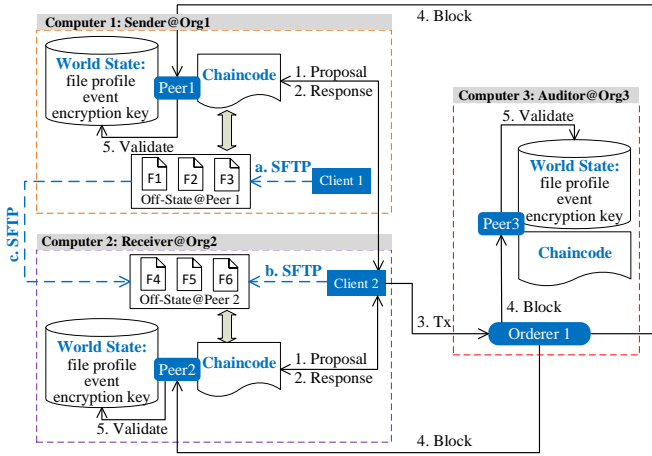 4. Block
Computer 1: Sender@Org1
World State:
file profile
event
encryption key
Peer1
Chaincode
1. Proposal
2. Response
5. Validate
F1
F2
F3
Off-State@Peer 1
a. SFTP
Client 1
c. SFTP
Computer 2: Receiver@Org2
F4
F5
F6
Off-State@Peer 2
b. SFTP
Client 2
World State:
file profile
event
encryption key
Peer2
Chaincode
1. Proposal
2. Response
5. Validate
3. Tx
4. Block
Computer 3: Auditor@Org3
5. Validate
World State:
file profile
event
encryption key
Peer3
Chaincode
4. Block
Orderer 1